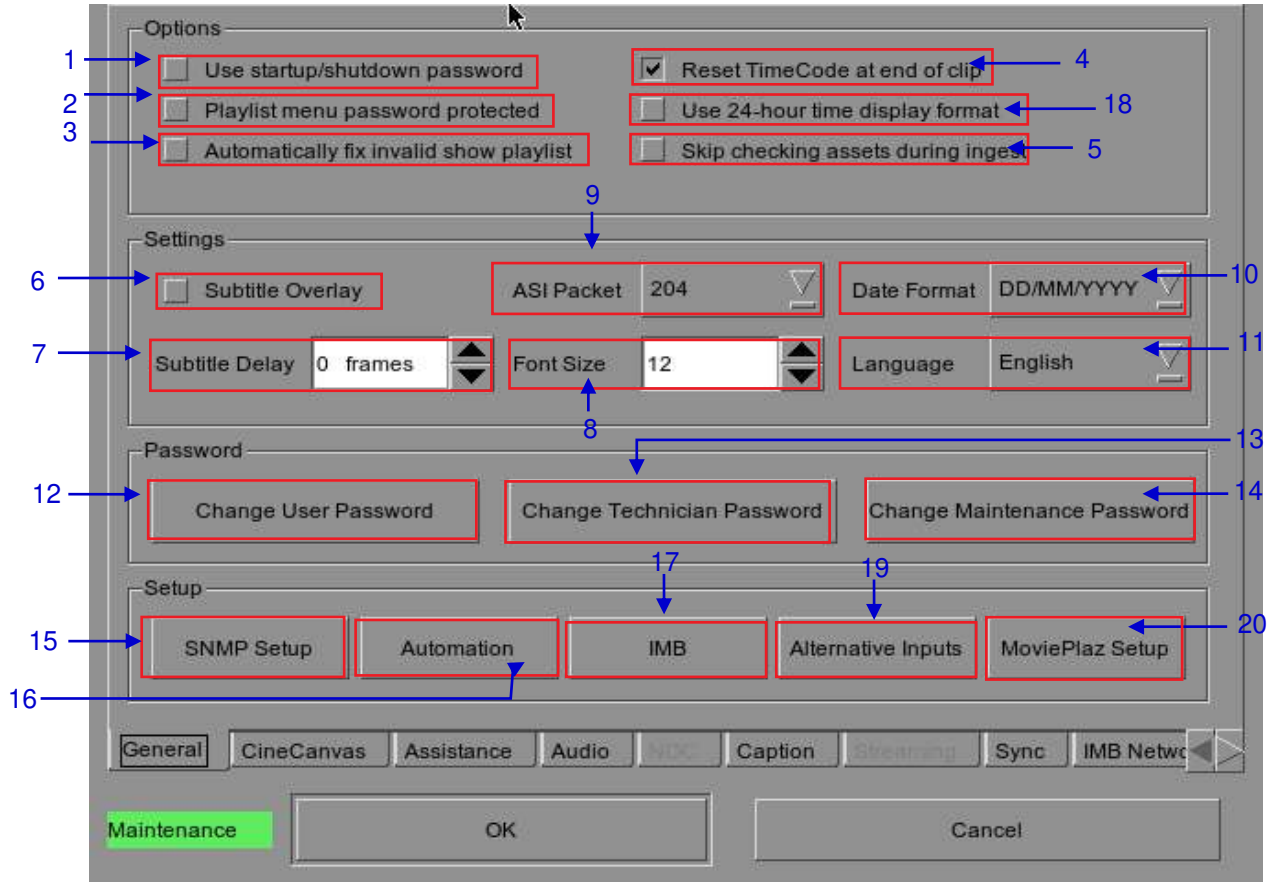 Options
1 Use startup/shutdown password
Reset TimeCode at end of clip 4
2 Playlist menu password protected
Use 24-hour time display format 18
3 Automatically fix invalid show playlist
Skip checking assets during ingest 5
9
Settings
6 Subtitle Overlay
ASI Packet 204
Date Format DD/MM/YYYY 10
7 Subtitle Delay 0 frames
Font Size 12
Language English 11
8
13
Password
12 Change User Password
Change Technician Password
Change Maintenance Password 14
17
19
Setup
15 SNMP Setup
Automation
IMB
Alternative Inputs
MoviePlaz Setup 20
16
General CineCanvas Assistance Audio NOC Caption Streaming Sync IMB Netwo
Maintenance OK Cancel